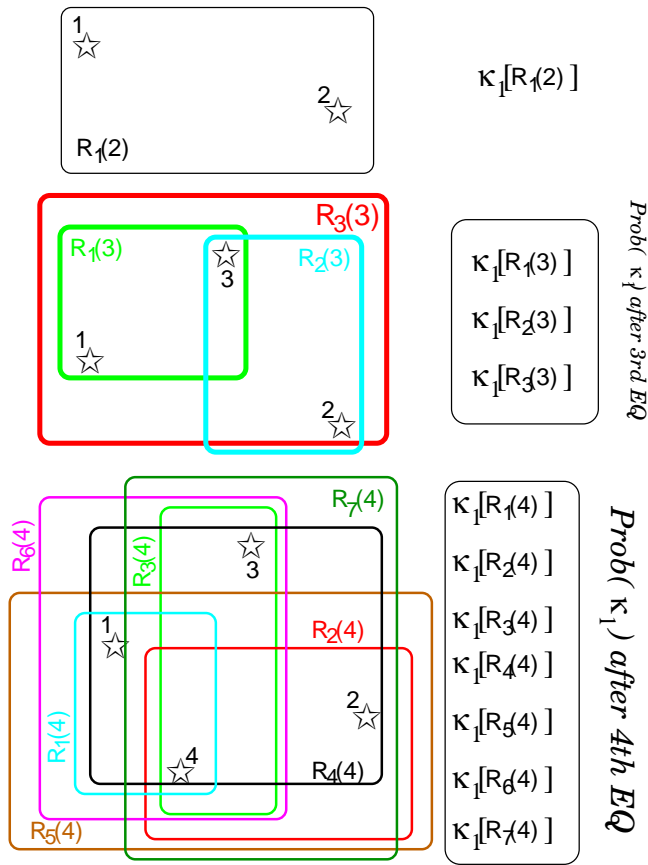 1
2
R1(2)
κ1[R1(2) ]
R3(3)
R1(3)
R2(3)
3
1
2
κ1[R1(3) ]
κ1[R2(3) ]
κ1[R3(3) ]
Prob( κ1) after 3rd EQ
R7(4)
R6(4)
R3(4)
3
1
R2(4)
2
R1(4)
4
R4(4)
R5(4)
κ1[R1(4) ]
κ1[R2(4) ]
κ1[R3(4) ]
κ1[R4(4) ]
κ1[R5(4) ]
κ1[R6(4) ]
κ1[R7(4) ]
Prob( κ1) after 4th EQ